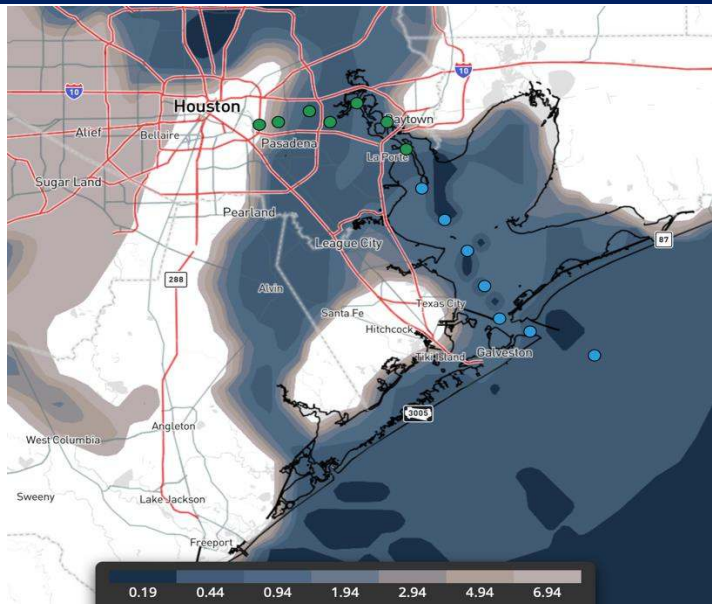 10
Houston
10
Baytown
Alief
Bellaire
Pasadena
La Porte
Sugar Land
Pearland
League City
87
288
Alvin
Texas City
Santa Fe
Hitchcock
Tiki Island
Galveston
3005
Angleton
West Columbia
Sweeny
Lake Jackson
Freeport
0.19 0.44 0.94 1.94 2.94 4.94 6.94